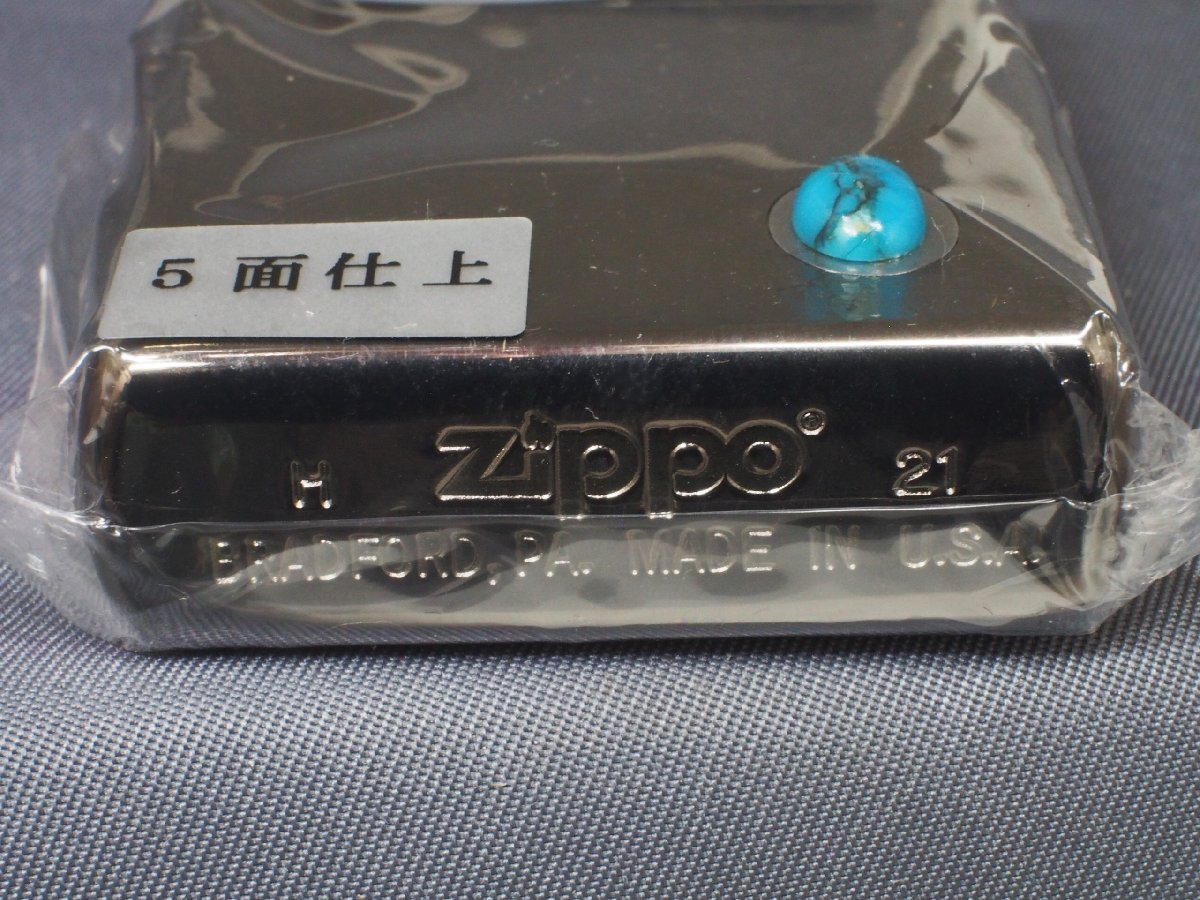 5面仕上
H zippo® 21
BRADFORD, PA. MADE IN U.S.A.